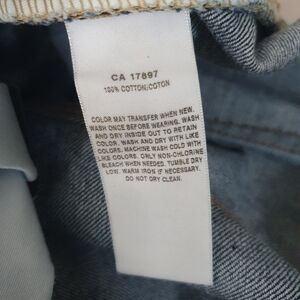 CA 17897
100% COTTON/COTON
COLOR MAY TRANSFER WHEN NEW.
WASH ONCE BEFORE WEARING. WASH
AND DRY INSIDE OUT TO RETAIN
COLOR. WASH AND DRY WITH LIKE
COLORS. MACHINE WASH COLD WITH
LIKE COLORS. ONLY NON-CHLORINE
BLEACH WHEN NEEDED. TUMBLE DRY
LOW. WARM IRON IF NECESSARY.
DO NOT DRY CLEAN.